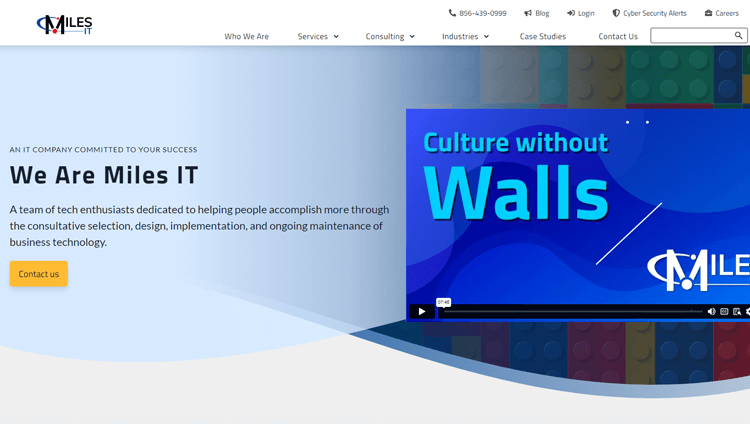 856-439-0999 Blog Login Cyber Security Alerts Careers
MILES IT
Who We Are Services Consulting Industries Case Studies Contact Us
AN IT COMPANY COMMITTED TO YOUR SUCCESS
We Are Miles IT
A team of tech enthusiasts dedicated to helping people accomplish more through
the consultative selection, design, implementation, and ongoing maintenance of
business technology.
Contact us
Culture without
Walls
MILE
07:48